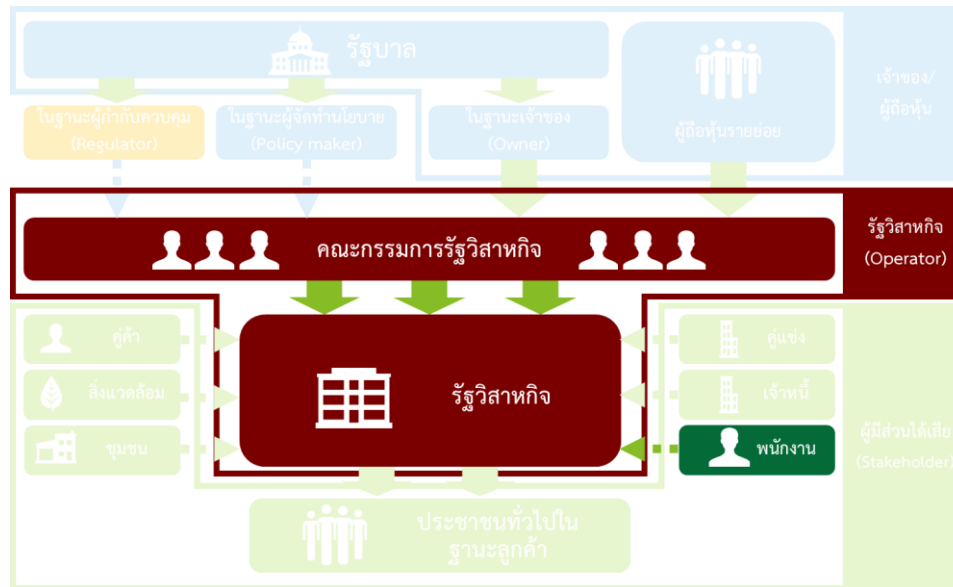 รัฐบาล
เจ้าของ/
ผู้ถือหุ้น
ในฐานะผู้กำกับควบคุม
(Regulator)
ในฐานะผู้จัดทำนโยบาย
(Policy maker)
ในฐานะเจ้าของ
(Owner)
ผู้ถือหุ้นรายย่อย
คณะกรรมการรัฐวิสาหกิจ
รัฐวิสาหกิจ
(Operator)
คู่ค้า
สิ่งแวดล้อม
ชุมชน
รัฐวิสาหกิจ
คู่แข่ง
เจ้าหนี้
พนักงาน
ผู้มีส่วนได้เสีย
(Stakeholder)
ประชาชนทั่วไปใน
ฐานะลูกค้า